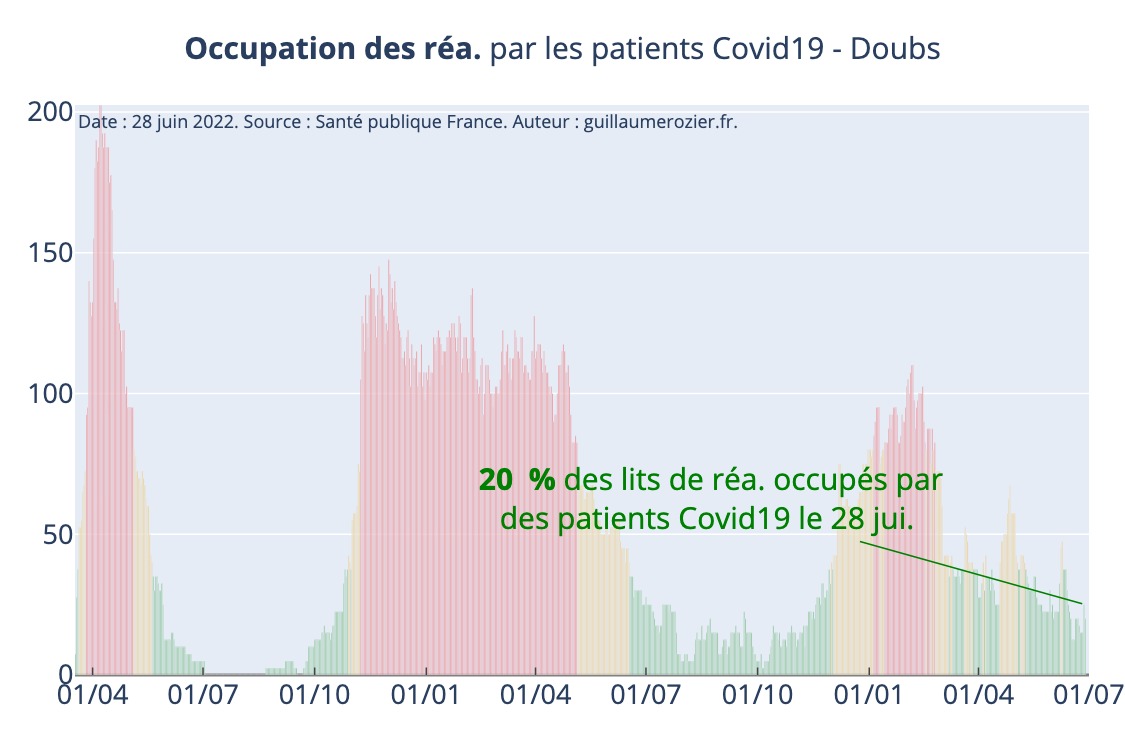 Occupation des réa. par les patients Covid19 - Doubs
200
Date : 28 juin 2022. Source : Santé publique France. Auteur : guillaumerozier.fr.
150
100
20 % des lits de réa. occupés par
des patients Covid19 le 28 jui.
50
0
01/04 01/07 01/10 01/01 01/04 01/07 01/10 01/01 01/04 01/07